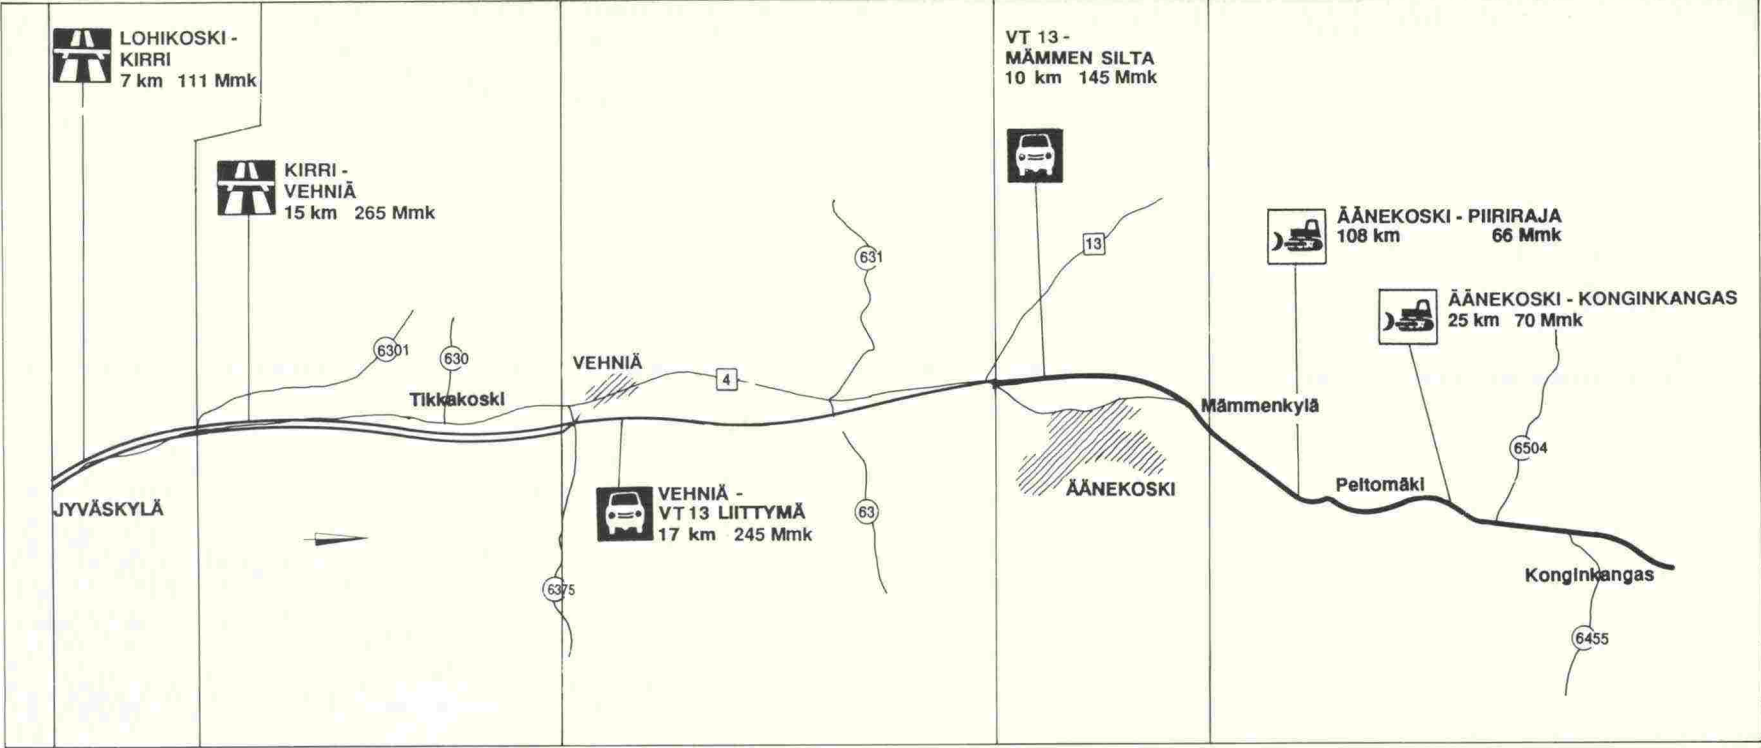 LOHIKOSKI -
KIRRI
7 km 111 Mmk
KIRRI -
VEHNIÄ
15 km 265 Mmk
VT 13 -
MÄMMEN SILTA
10 km 145 Mmk
ÄÄNEKOSKI - PIIRIRAJA
108 km 66 Mmk
ÄÄNEKOSKI - KONGINKANGAS
25 km 70 Mmk
631
13
6301
630
VEHNIÄ
4
Tikkakoski
Mämmenkylä
6504
Peltomäki
ÄÄNEKOSKI
JYVÄSKYLÄ
VEHNIÄ -
VT 13 LIITTYMÄ
17 km 245 Mmk
63
6375
Konginkangas
6455